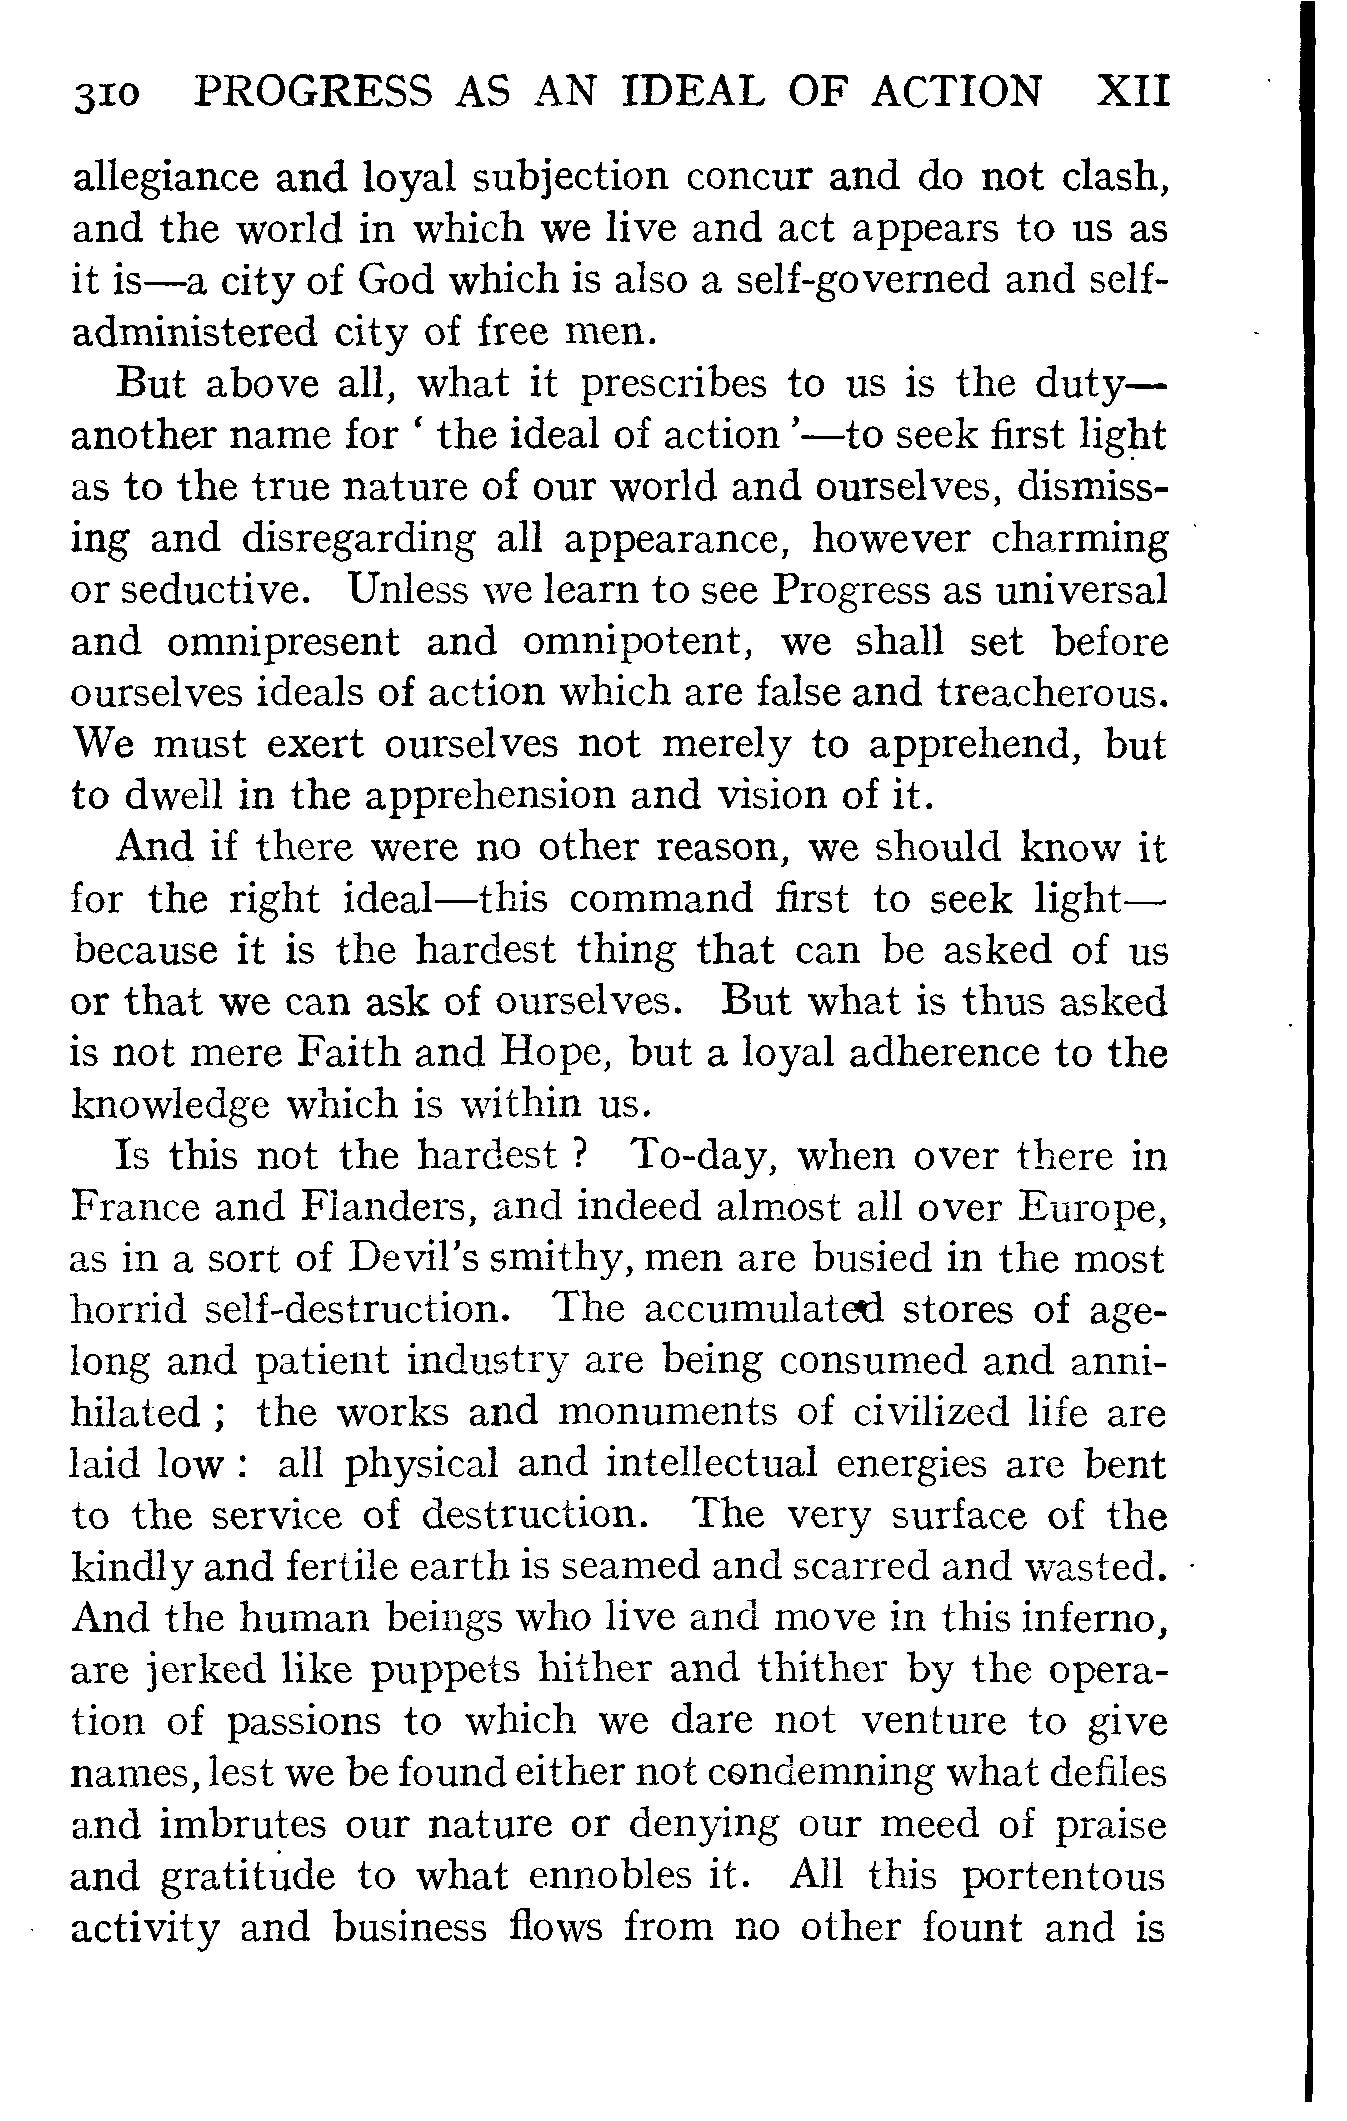 310 PROGRESS AS AN IDEAL OF ACTION XII
allegiance and loyal subjection concur and do not clash,
and the world in which we live and act appears to us as
it is—a city of God which is also a self-governed and self-
administered city of free men.
But above all, what it prescribes to us is the duty—
another name for ‘ the ideal of action ’—to seek first light
as to the true nature of our world and ourselves, dismiss-
ing and disregarding all appearance, however charming
or seductive. Unless we learn to see Progress as universal
and omnipresent and omnipotent, we shall set before
ourselves ideals of action which are false and treacherous.
We must exert ourselves not merely to apprehend, but
to dwell in the apprehension and vision of it.
And if there were no other reason, we should know it
for the right ideal—this command first to seek light—
because it is the hardest thing that can be asked of us
or that we can ask of ourselves. But what is thus asked
is not mere Faith and Hope, but a loyal adherence to the
knowledge which is within us.
Is this not the hardest ? To-day, when over there in
France and Flanders, and indeed almost all over Europe,
as in a sort of Devil’s smithy, men are busied in the most
horrid self-destruction. The accumulated stores of age-
long and patient industry are being consumed and anni-
hilated ; the works and monuments of civilized life are
laid low : all physical and intellectual energies are bent
to the service of destruction. The very surface of the
kindly and fertile earth is seamed and scarred and wasted.
And the human beings who live and move in this inferno,
are jerked like puppets hither and thither by the opera-
tion of passions to which we dare not venture to give
names, lest we be found either not condemning what defiles
and imbrutes our nature or denying our meed of praise
and gratitude to what ennobles it. All this portentous
activity and business flows from no other fount and is